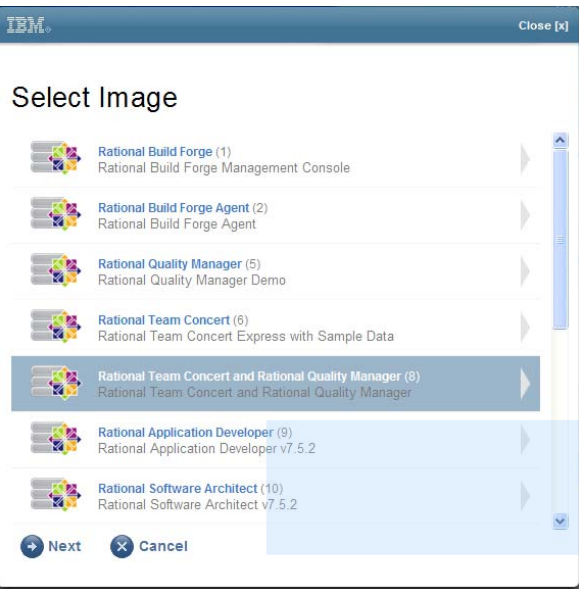 IBM®
Close [x]
Select Image
Rational Build Forge (1)
Rational Build Forge Management Console
Rational Build Forge Agent (2)
Rational Build Forge Agent
Rational Quality Manager (5)
Rational Quality Manager Demo
Rational Team Concert (6)
Rational Team Concert Express with Sample Data
Rational Team Concert and Rational Quality Manager (8)
Rational Team Concert and Rational Quality Manager
Rational Application Developer (9)
Rational Application Developer v7.5.2
Rational Software Architect (10)
Rational Software Architect v7.5.2
Next Cancel